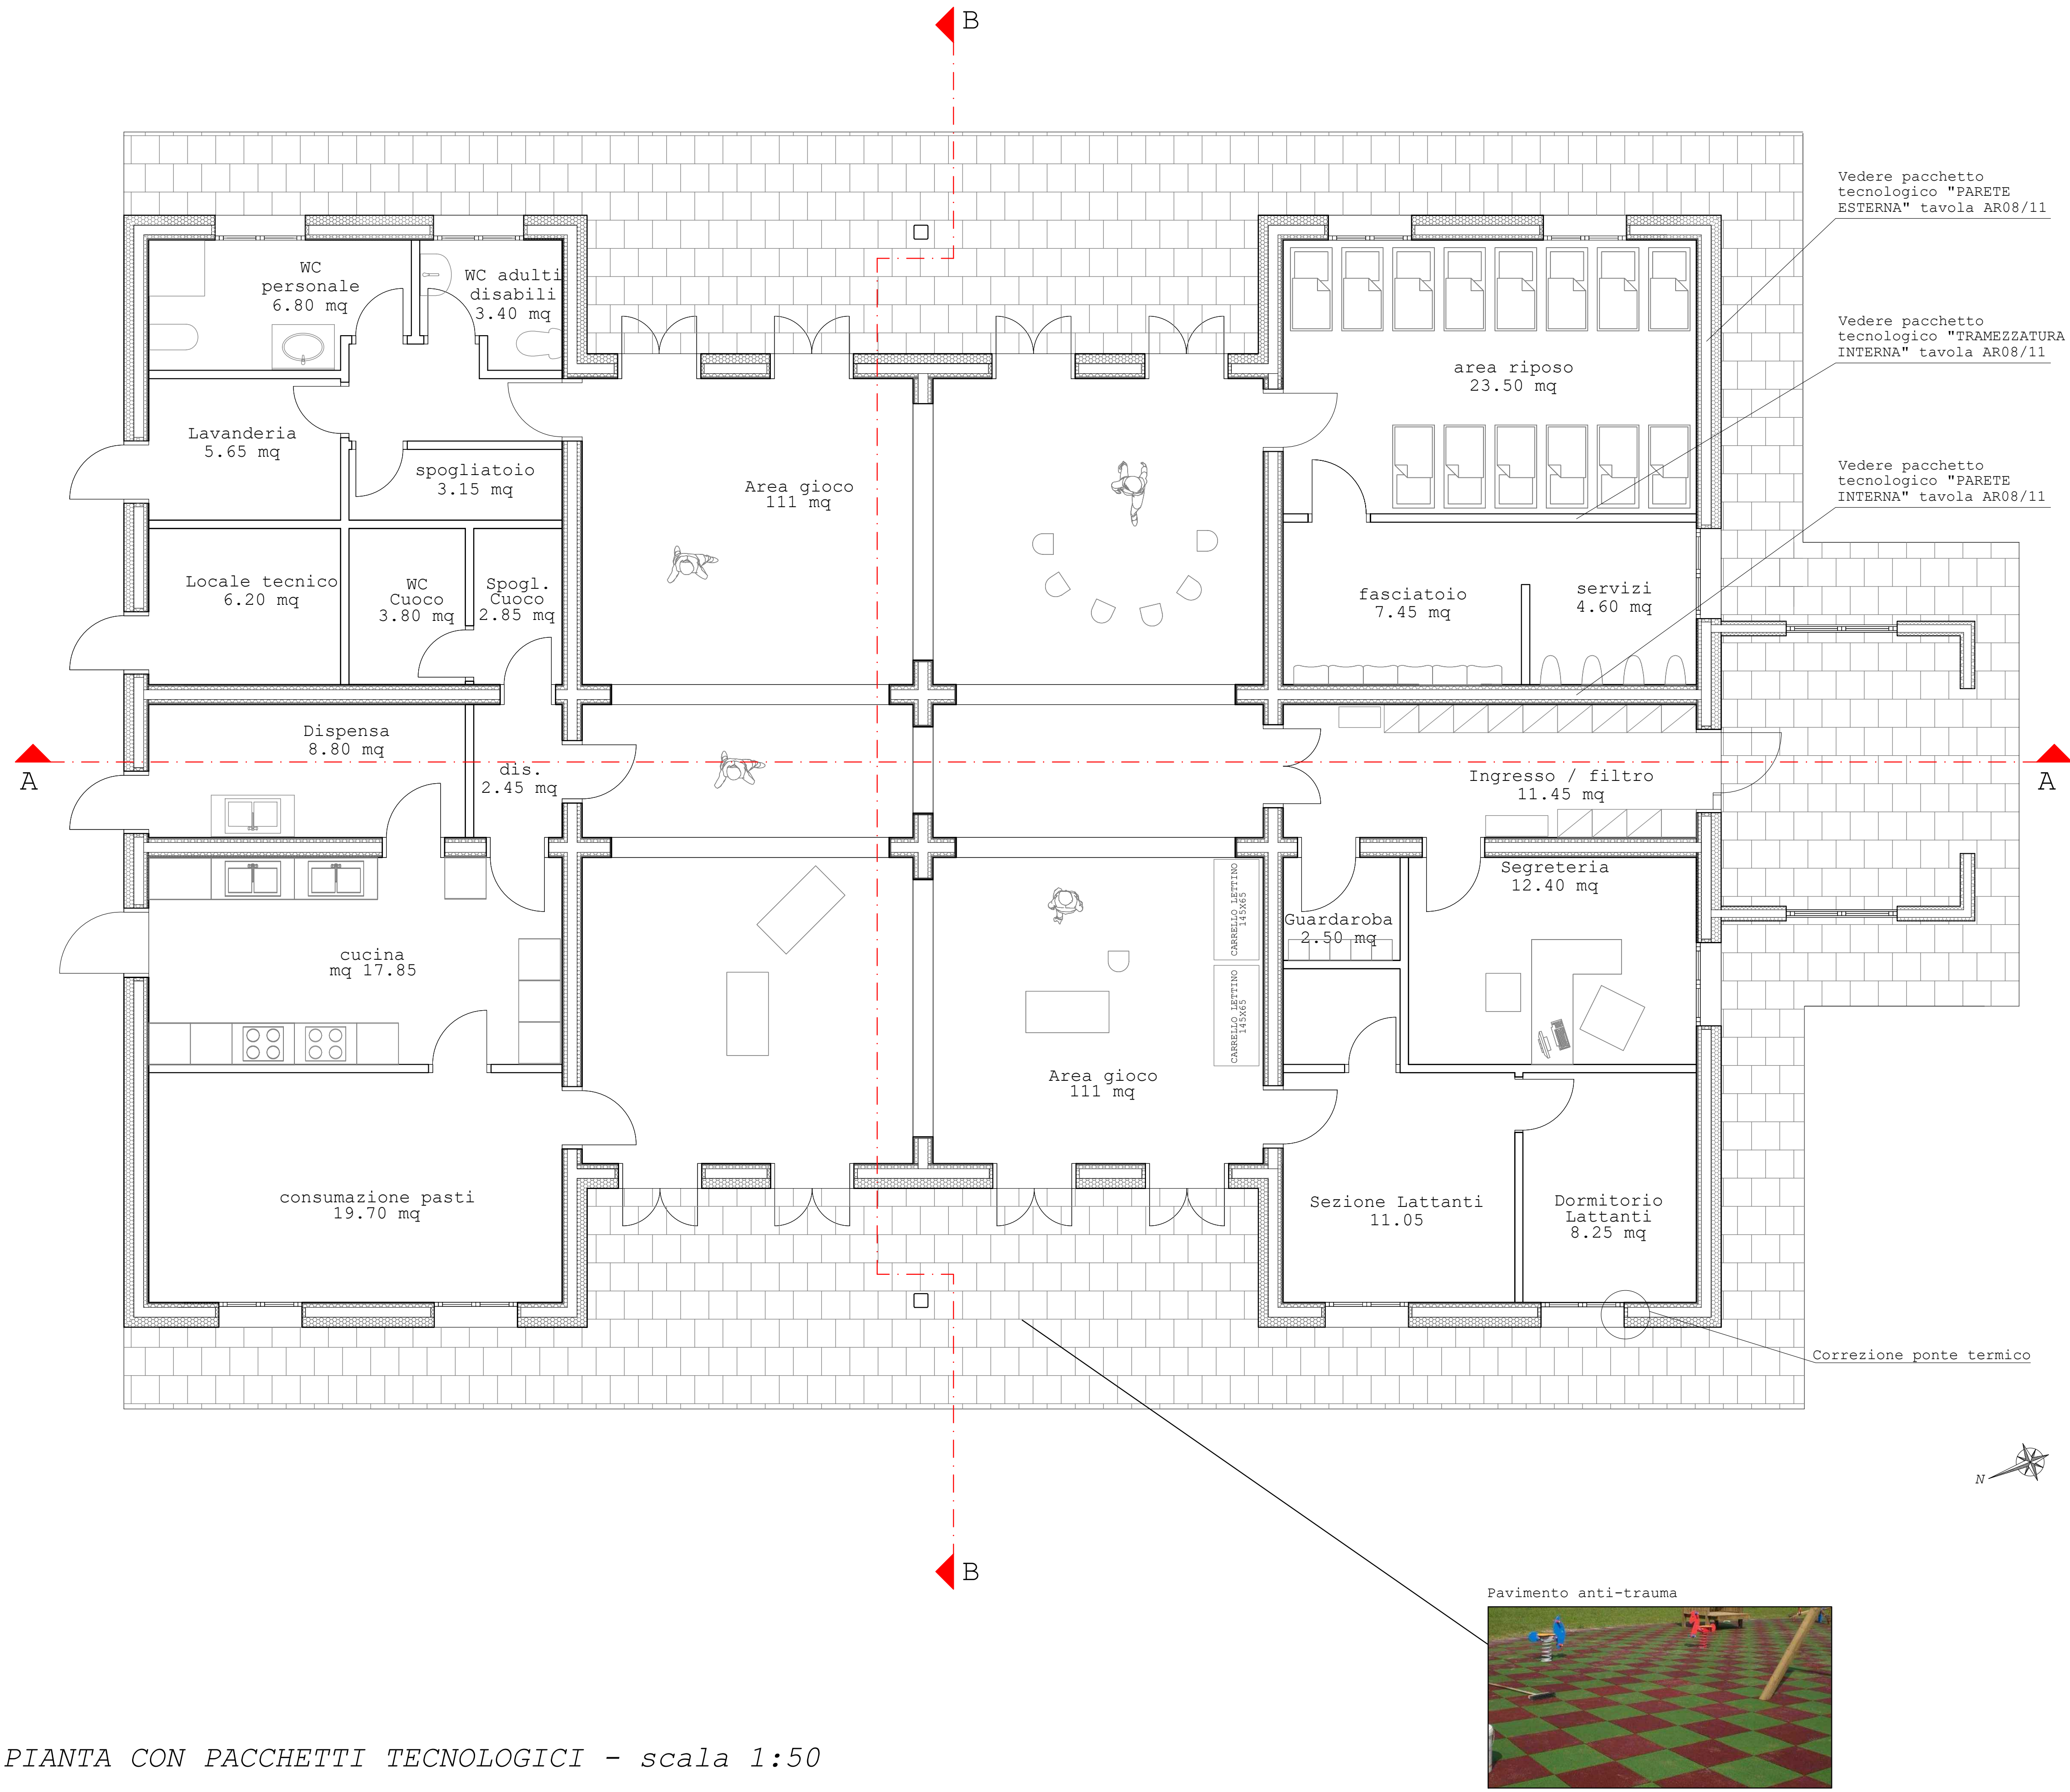 B
Vedere pacchetto
tecnologico "PARETE
ESTERNA" tavola AR08/11
WC
personale
6.80 mq
WC adulti
disabili
3.40 mq
Vedere pacchetto
tecnologico "TRAMEZZATURA
INTERNA" tavola AR08/11
area riposo
23.50 mq
Lavanderia
5.65 mq
spogliatoio
3.15 mq
Area gioco
111 mq
Vedere pacchetto
tecnologico "PARETE
INTERNA" tavola AR08/11
Locale tecnico
6.20 mq
WC
Cuoco
3.80 mq
Spogl.
Cuoco
2.85 mq
fasciatoio
7.45 mq
servizi
4.60 mq
Dispensa
8.80 mq
dis.
2.45 mq
Ingresso / filtro
11.45 mq
A
A
Segreteria
12.40 mq
CARRELLO LETTINO
145X65
Guardaroba
2.50 mq
cucina
mq 17.85
CARRELLO LETTINO
145X65
Area gioco
111 mq
consumazione pasti
19.70 mq
Sezione Lattanti
11.05
Dormitorio
Lattanti
8.25 mq
Correzione ponte termico
N
B
Pavimento anti-trauma
PIANTA CON PACCHETTI TECNOLOGICI - scala 1:50